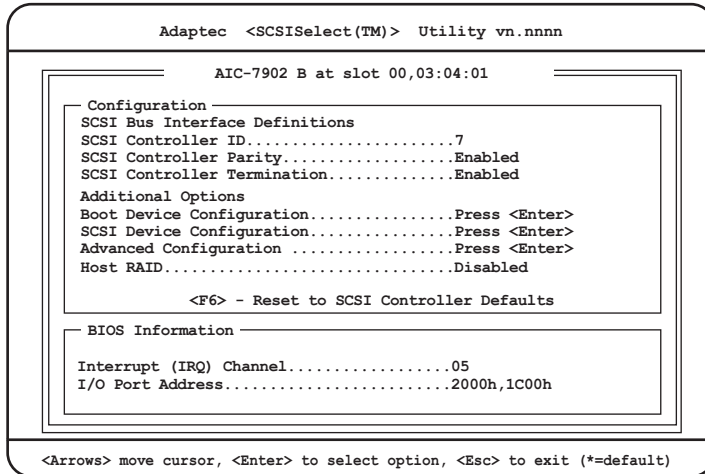 Adaptec <SCSISelect(TM)> Utility vn.nnnn
AIC-7902 B at slot 00,03:04:01
Configuration
SCSI Bus Interface Definitions
SCSI Controller ID.......................7
SCSI Controller Parity...................Enabled
SCSI Controller Termination..............Enabled
Additional Options
Boot Device Configuration................Press <Enter>
SCSI Device Configuration................Press <Enter>
Advanced Configuration ..................Press <Enter>
Host RAID................................Disabled
<F6> - Reset to SCSI Controller Defaults
BIOS Information
Interrupt (IRQ) Channel..................05
I/O Port Address.........................2000h,1C00h
<Arrows> move cursor, <Enter> to select option, <Esc> to exit (*=default)